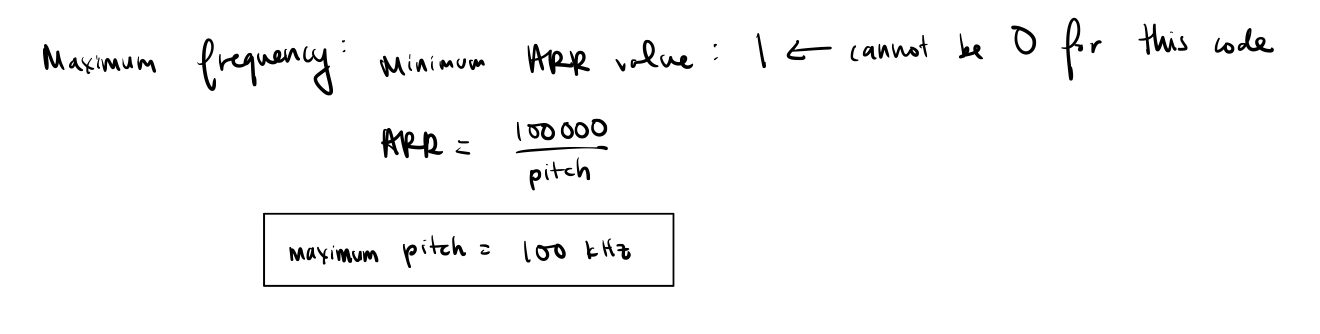 Maximum frequency: Minimum ARR value: 1 ← cannot be 0 for this code
ARR = 100000 / pitch
maximum pitch = 100 kHz